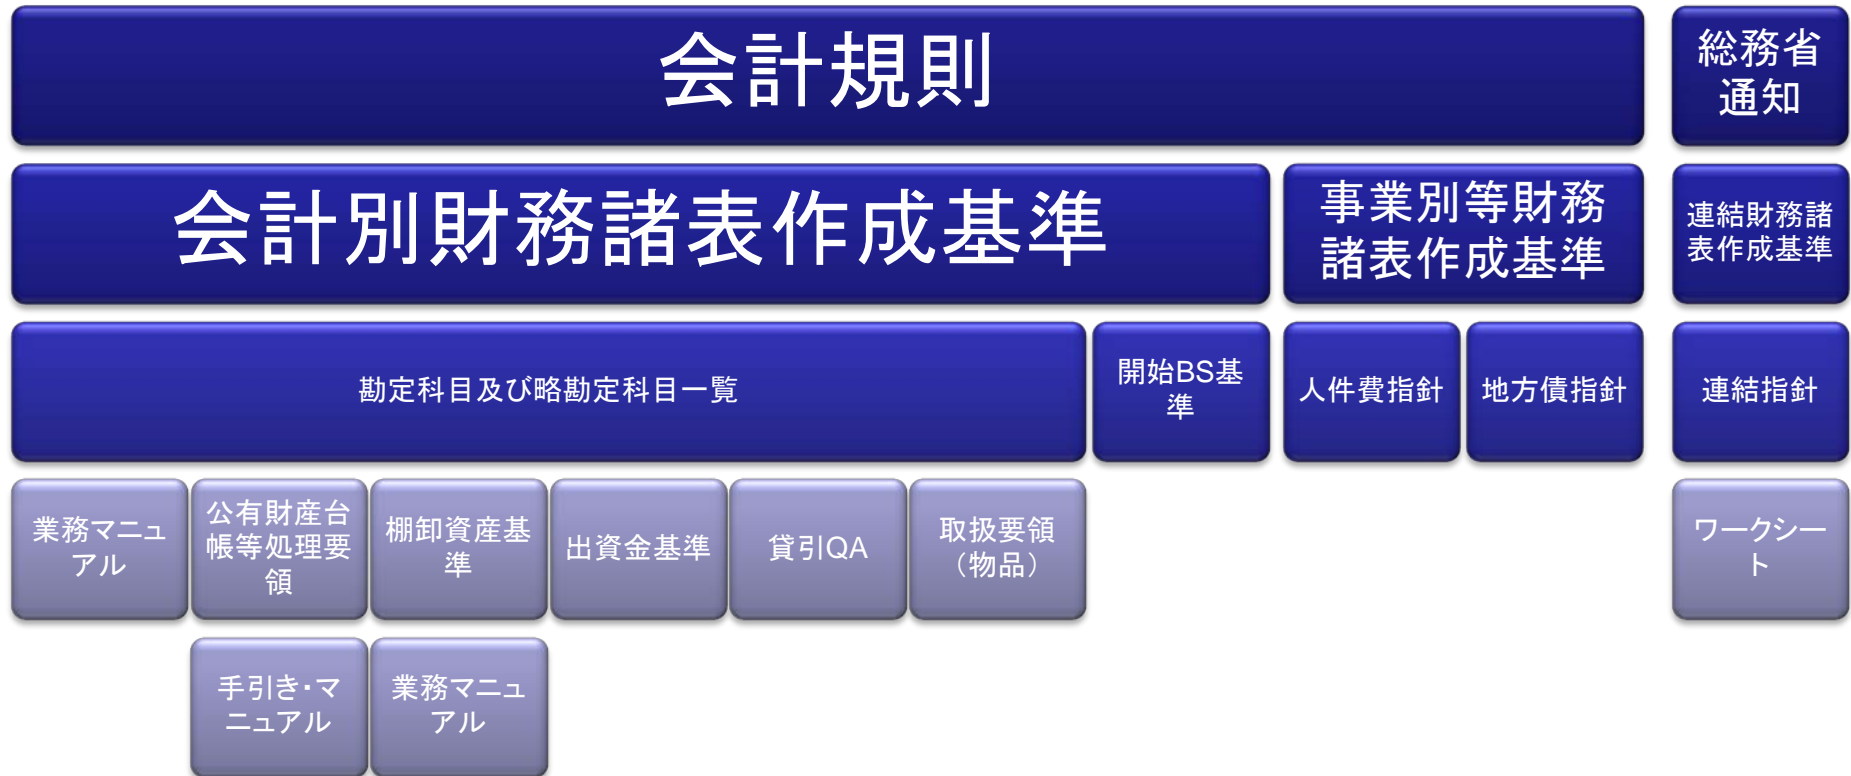 会計規則
総務省
通知
会計別財務諸表作成基準
事業別等財務
諸表作成基準
連結財務諸
表作成基準
勘定科目及び略勘定科目一覧
開始BS基
準
人件費指針
地方債指針
連結指針
業務マニュ
アル
公有財産台
帳等処理要
領
棚卸資産基
準
出資金基準
貸引QA
取扱要領
（物品）
ワークシー
ト
手引き・マ
ニュアル
業務マニュ
アル